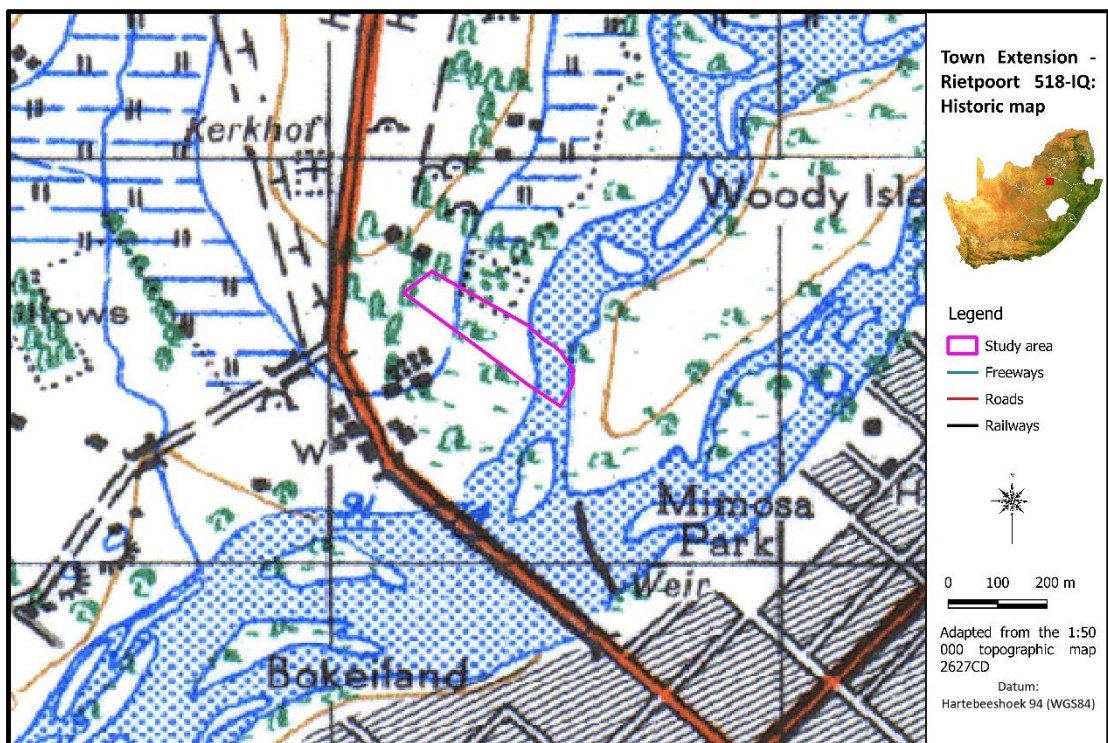 Kerkhof
Woody Isla
llows
W
Mimosa
Park
Weir
Bokeiland
H
Town Extension -
Rietpoort 518-IQ:
Historic map
Legend
Study area
Freeways
Roads
Railways
0 100 200 m
Adapted from the 1:50
000 topographic map
2627CD
Datum:
Hartebeeshoek 94 (WGS84)